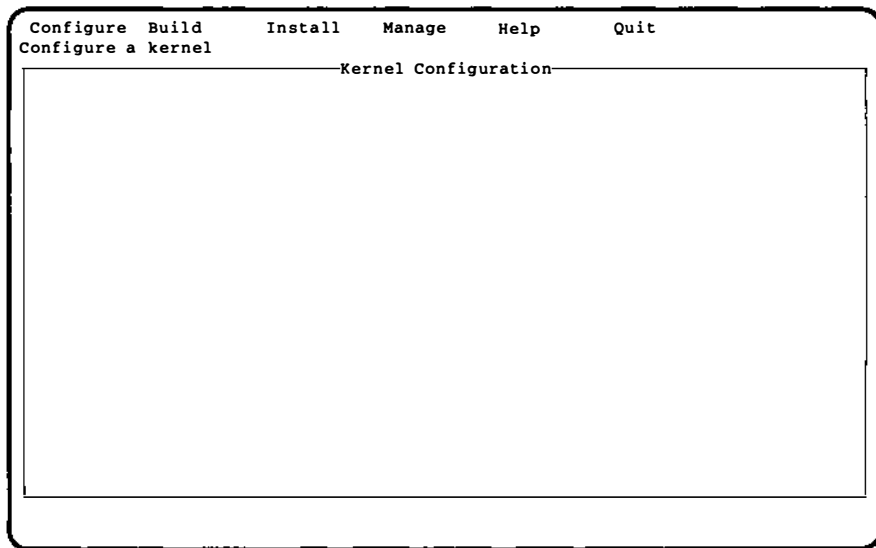 Configure Build Install Manage Help Quit
Configure a kernel
Kernel Configuration